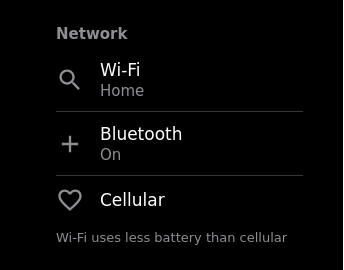 Network
Wi-Fi
Home
Bluetooth
On
Cellular
Wi-Fi uses less battery than cellular